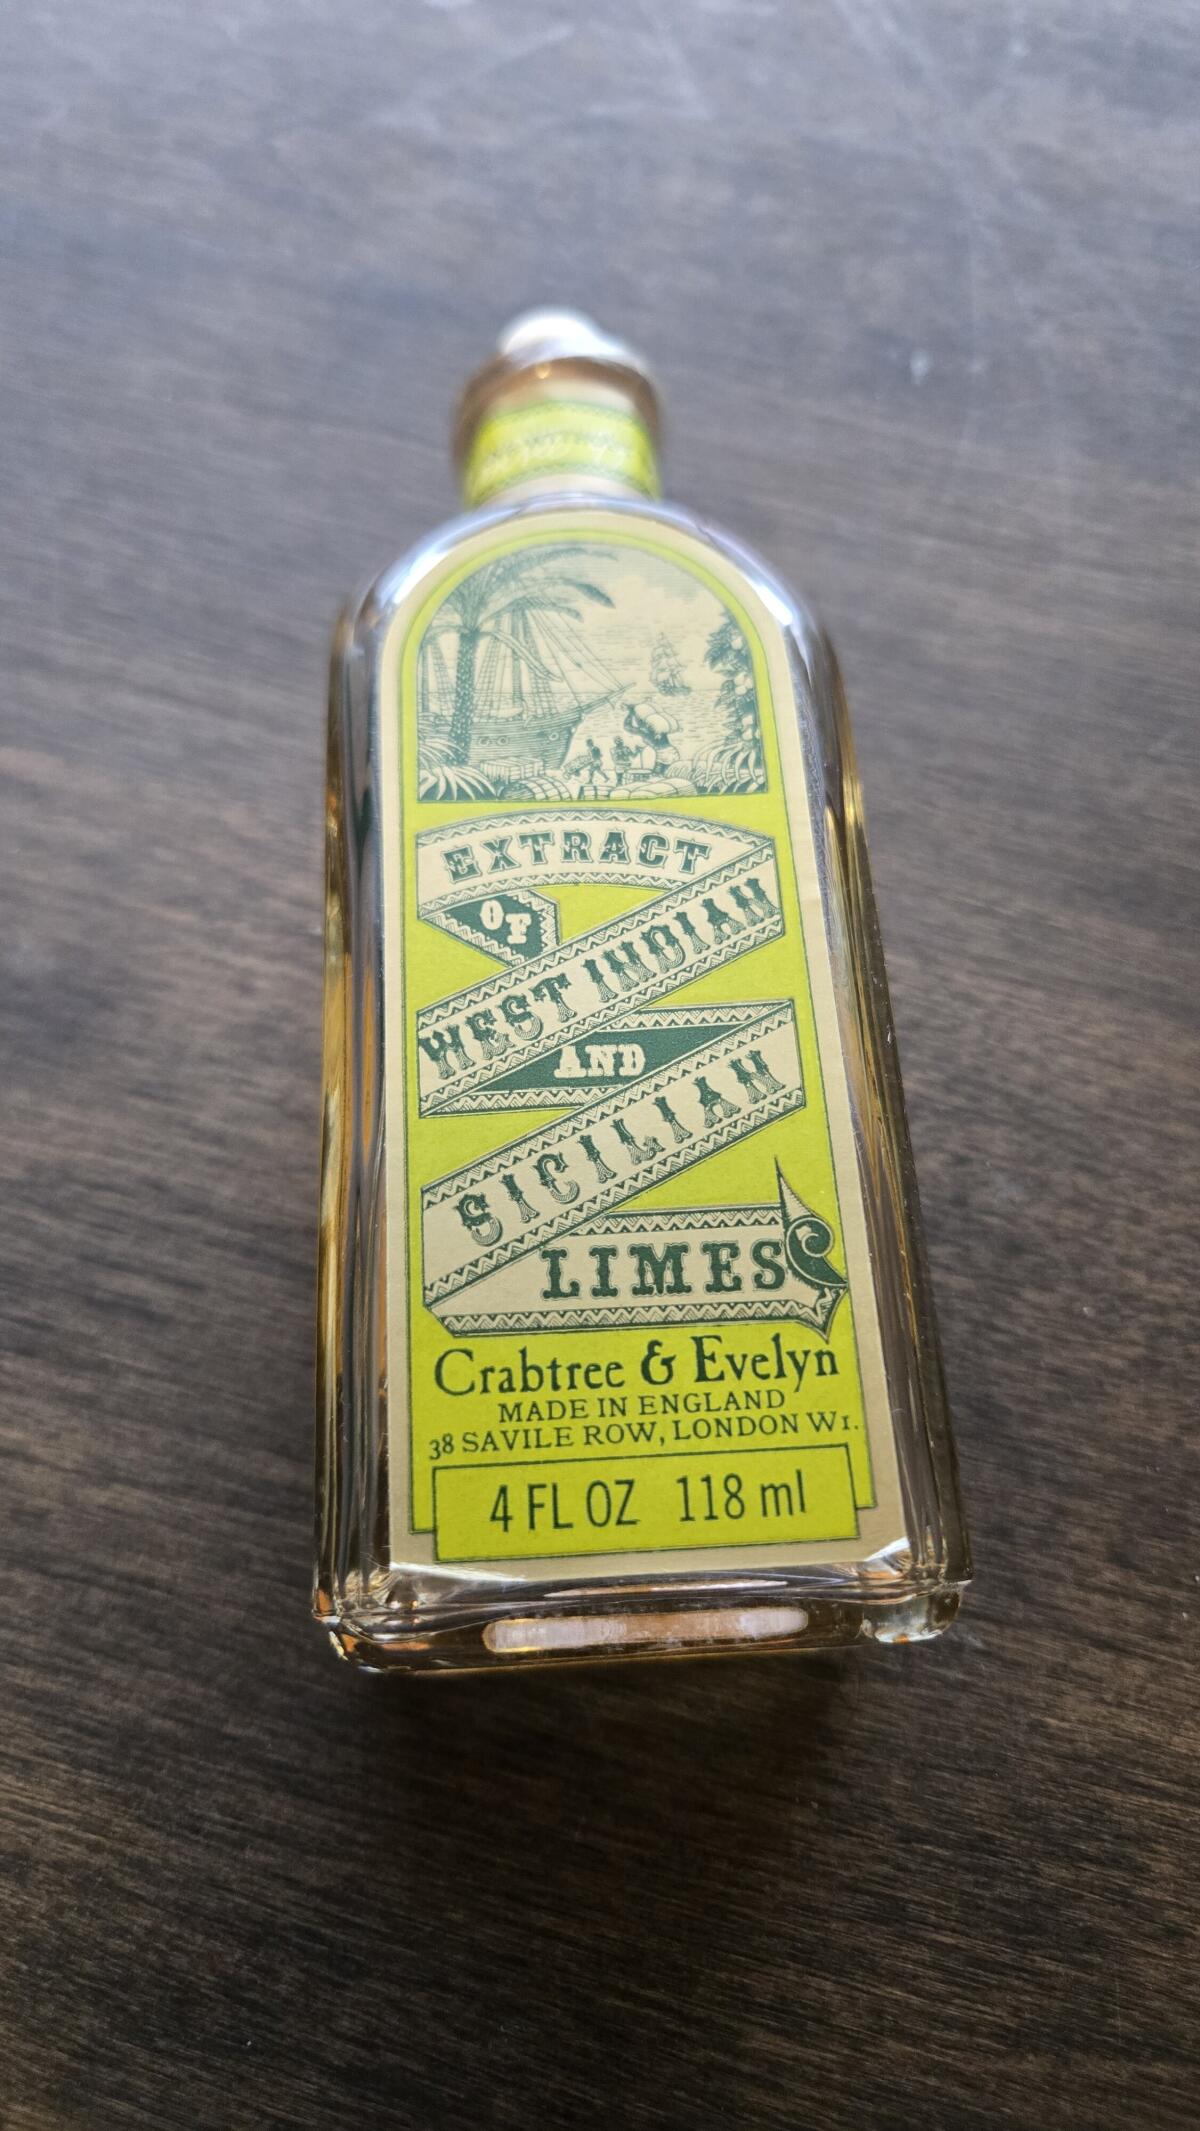 EXTRACT
OF
WEST INDIAN
AND
SICILIAN
LIMES
Crabtree & Evelyn
MADE IN ENGLAND
38 SAVILE ROW, LONDON W1.
4 FL OZ 118 ml